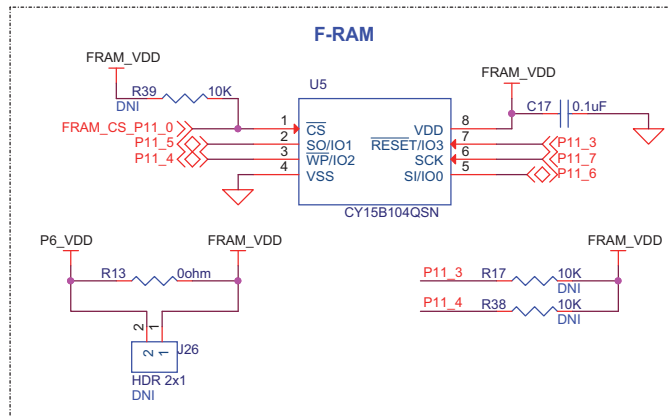 F-RAM
FRAM_VDD
R39
10K
DNI
FRAM_CS_P11_0
P11_5
P11_4
U5
1
2
3
4
CS
SO/IO1
WP/IO2
VSS
VDD
RESET/IO3
SCK
SI/IO0
8
7
6
5
CY15B104QSN
FRAM_VDD
C17
0.1uF
P11_3
P11_7
P11_6
P6_VDD
FRAM_VDD
R13
0ohm
2
1
2
1
J26
HDR 2x1
DNI
FRAM_VDD
P11_3
R17
10K
DNI
P11_4
R38
10K
DNI